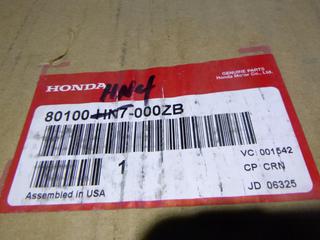 GENUINE PARTS
Honda Motor Co., Ltd.
HONDA
HN4
80100-HN7-000ZB
1
VC: 001542
CP: CRN
JD 06325
Assembled in USA